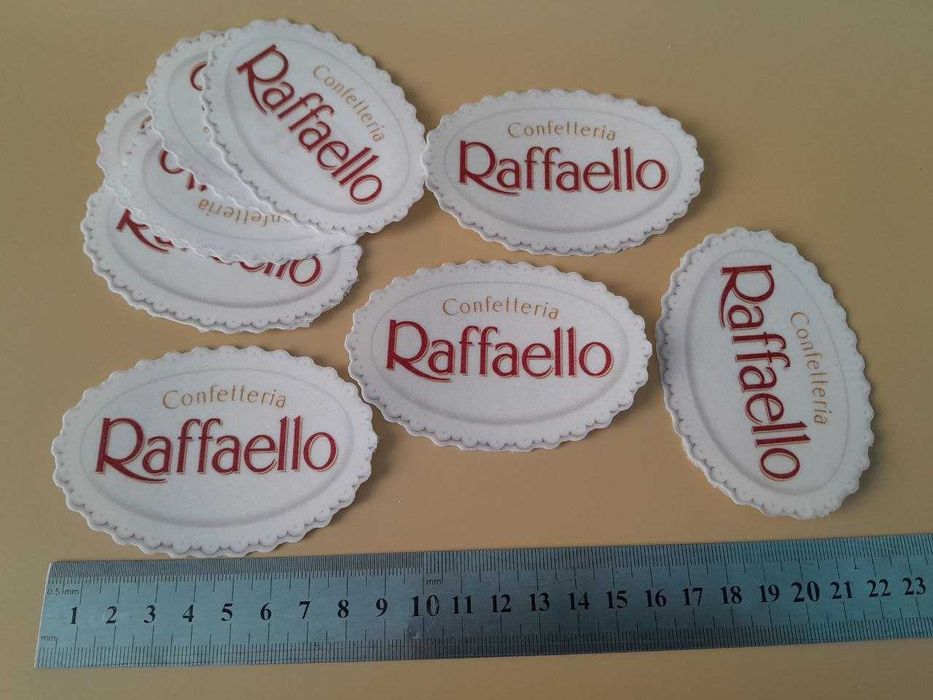 Confetteria
Raffaello
Confetteria
Raffaello
Confetteria
Raffaello
Confetteria
Raffaello
Confetteria
Raffaello
0.5mm
mm
1 2 3 4 5 6 7 8 9 10 11 12 13 14 15 16 17 18 19 20 21 22 23
mm